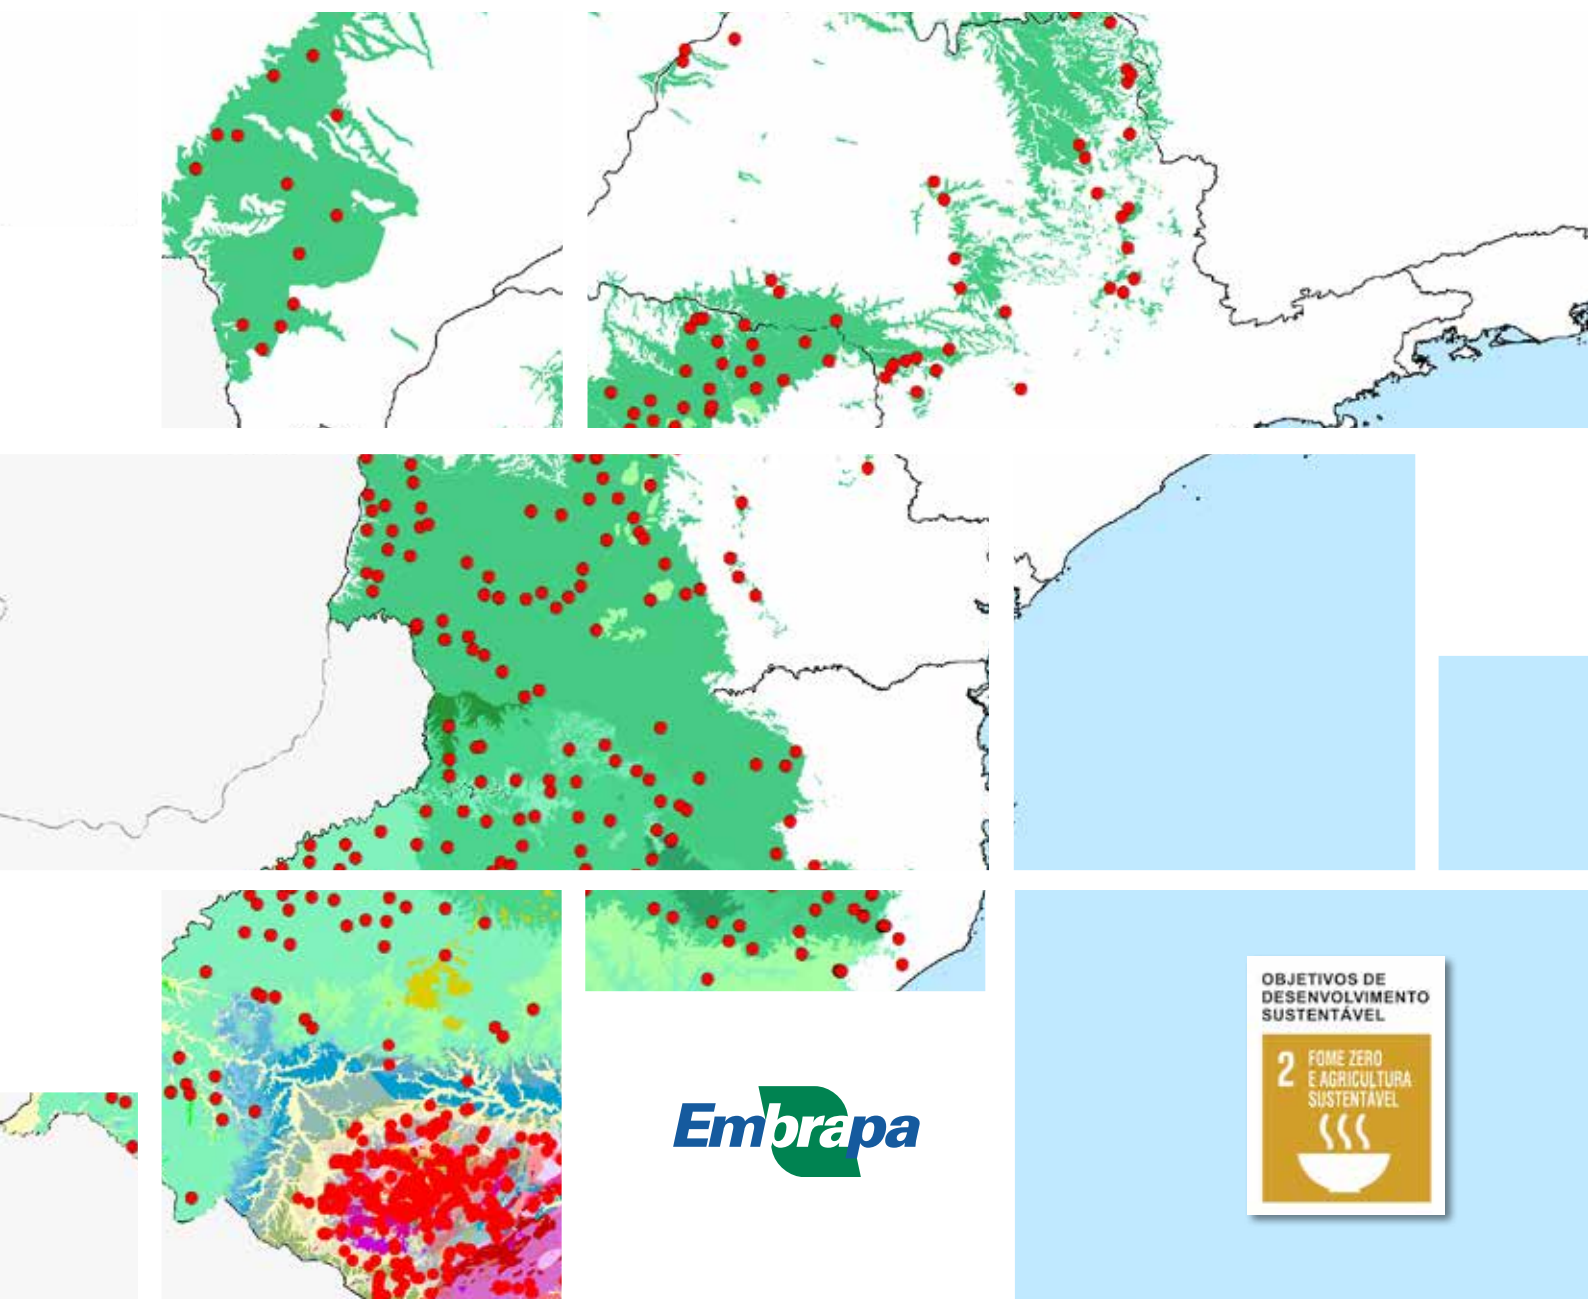 OBJETIVOS DE
DESENVOLVIMENTO
SUSTENTÁVEL
2 FOME ZERO
E AGRICULTURA
SUSTENTÁVEL
Embrapa